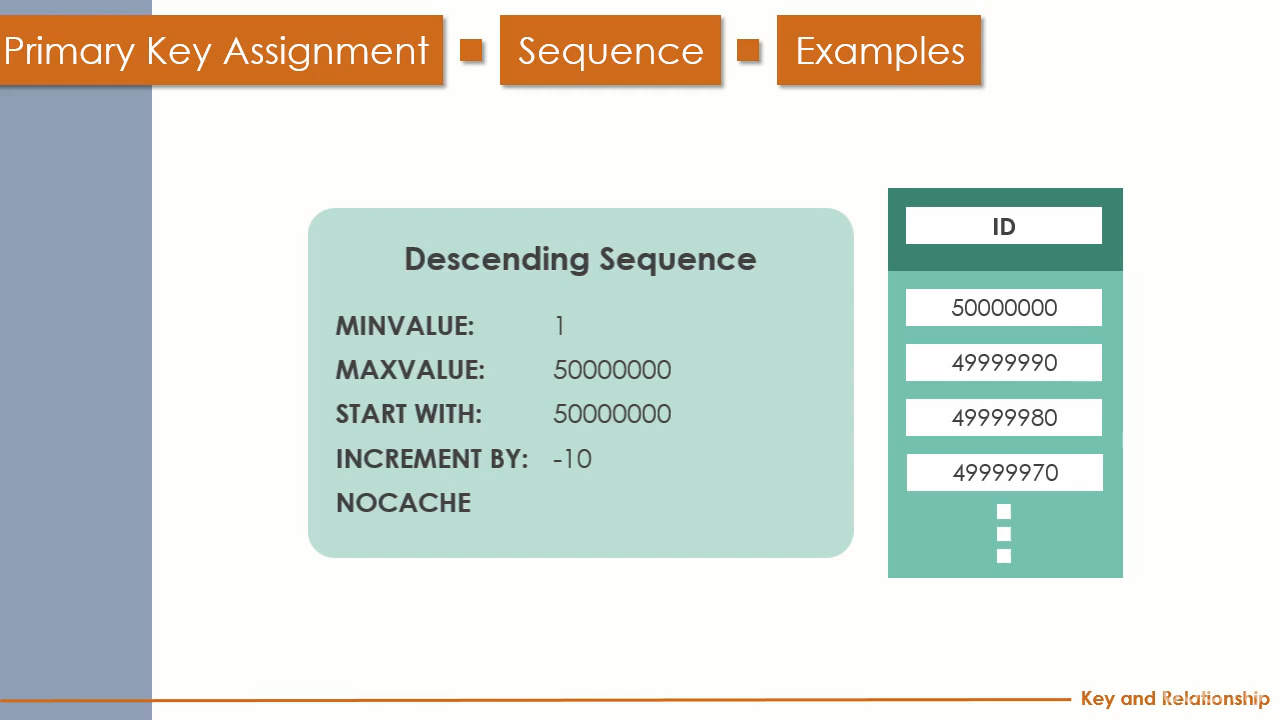 Primary Key Assignment
Sequence
Examples
Descending Sequence
MINVALUE: 1
MAXVALUE: 50000000
START WITH: 50000000
INCREMENT BY: -10
NOCACHE
ID
50000000
49999990
49999980
49999970
Key and Relationship